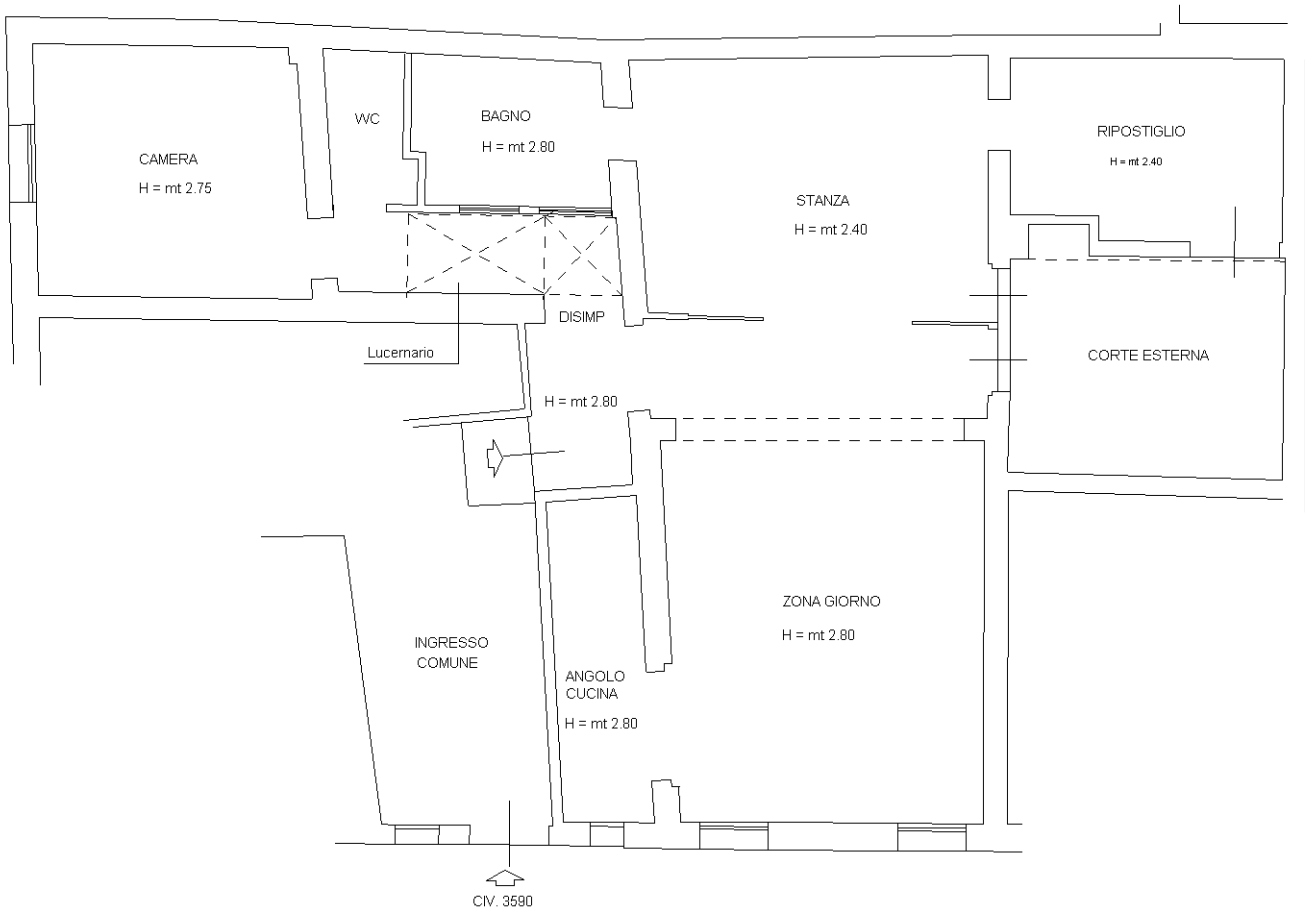 CAMERA
H = mt 2.75
WC
BAGNO
H = mt 2.80
STANZA
H = mt 2.40
RIPOSTIGLIO
H = mt 2.40
DISIMP
H = mt 2.80
Lucernario
CORTE ESTERNA
ZONA GIORNO
H = mt 2.80
INGRESSO
COMUNE
ANGOLO
CUCINA
H = mt 2.80
CIV. 3590